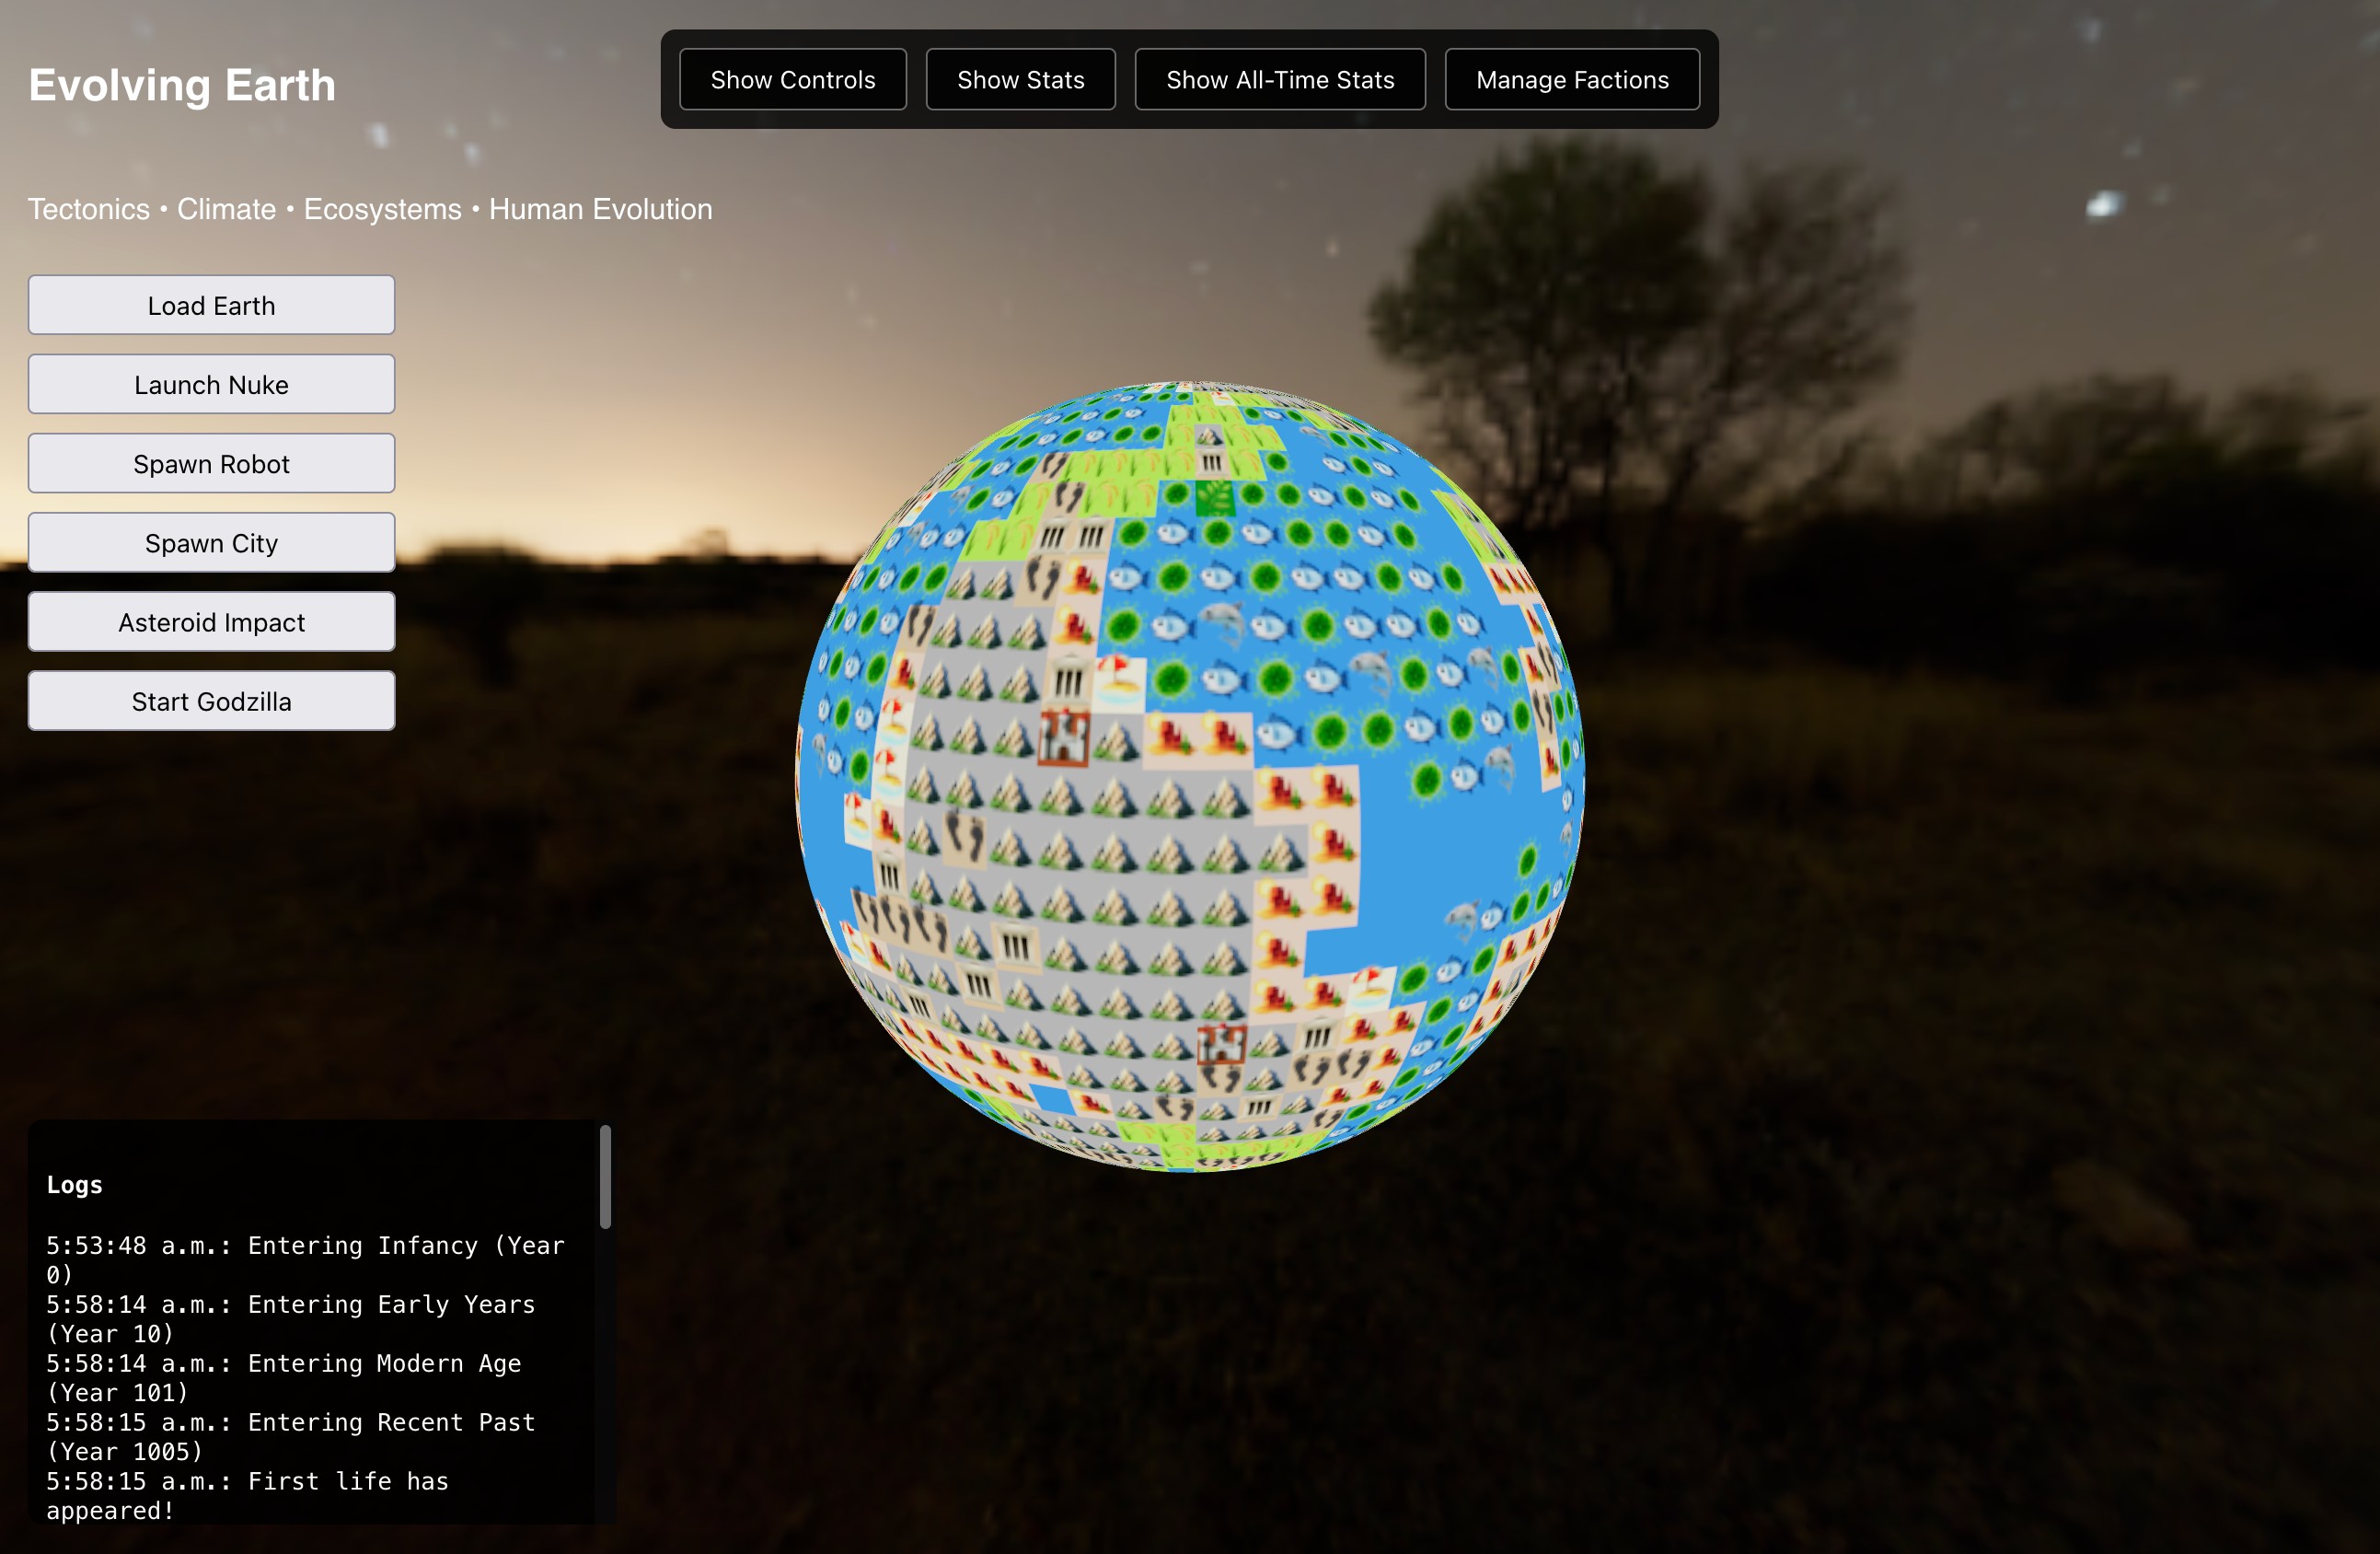 Evolving Earth
Show Controls
Show Stats
Show All-Time Stats
Manage Factions
Tectonics • Climate • Ecosystems • Human Evolution
Load Earth
Launch Nuke
Spawn Robot
Spawn City
Asteroid Impact
Start Godzilla
Logs
5:53:48 a.m.: Entering Infancy (Year
0)
5:58:14 a.m.: Entering Early Years
(Year 10)
5:58:14 a.m.: Entering Modern Age
(Year 101)
5:58:15 a.m.: Entering Recent Past
(Year 1005)
5:58:15 a.m.: First life has
appeared!